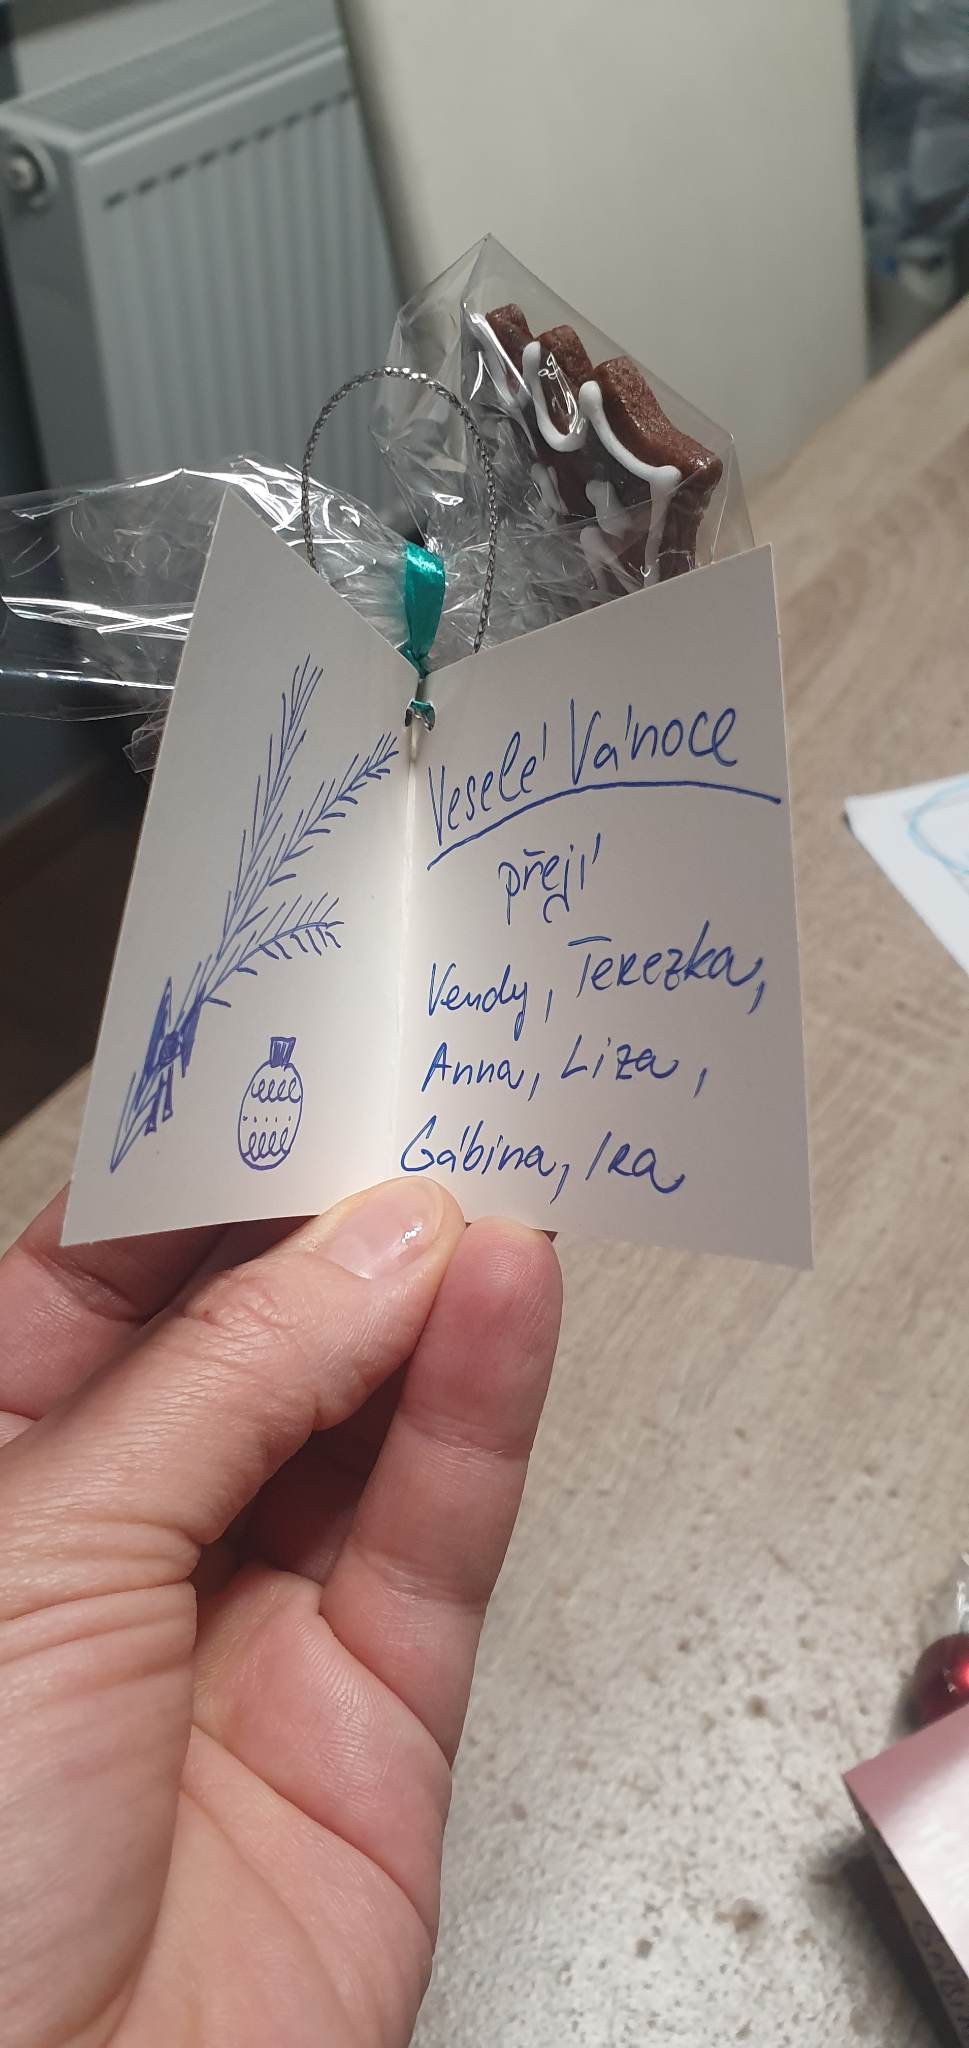 Veselé Vánoce
přejí
Vendy, Terezka,
Anna, Liza,
Gábina, Ira